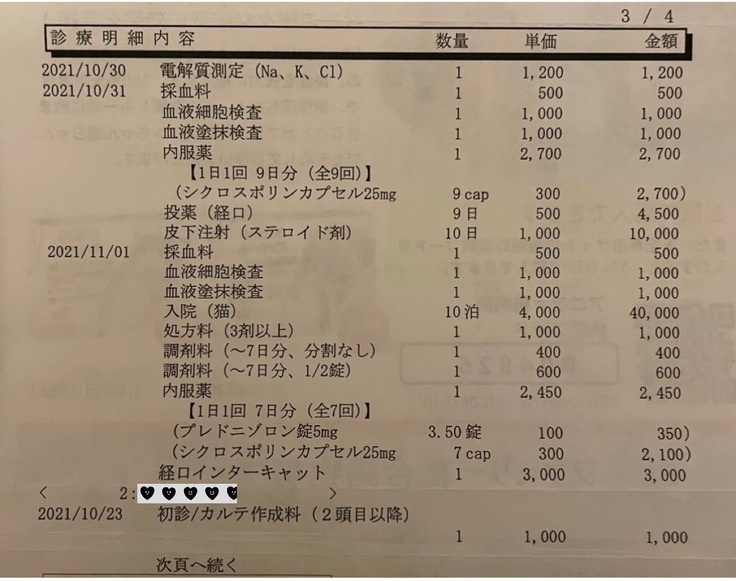 3 / 4
診療明細内容 数量 単価 金額
2021/10/30 電解質測定（Na、K、Cl） 1 1,200 1,200
2021/10/31 採血料 1 500 500
血液細胞検査 1 1,000 1,000
血液塗抹検査 1 1,000 1,000
内服薬 1 2,700 2,700
【1日1回 9日分（全9回）】
（シクロスポリンカプセル25mg 9 cap 300 2,700）
投薬（経口） 9 日 500 4,500
皮下注射（ステロイド剤） 10 日 1,000 10,000
2021/11/01 採血料 1 500 500
血液細胞検査 1 1,000 1,000
血液塗抹検査 1 1,000 1,000
入院（猫） 10 泊 4,000 40,000
処方料（3剤以上） 1 1,000 1,000
調剤料（～7日分、分割なし） 1 400 400
調剤料（～7日分、1/2錠） 1 600 600
内服薬 1 2,450 2,450
【1日1回 7日分（全7回）】
（プレドニゾロン錠5mg 3.50 錠 100 350）
（シクロスポリンカプセル25mg 7 cap 300 2,100）
経口インターキャット 1 3,000 3,000
＜ 2: ＞
2021/10/23 初診/カルテ作成料（２頭目以降）
1 1,000 1,000
次頁へ続く